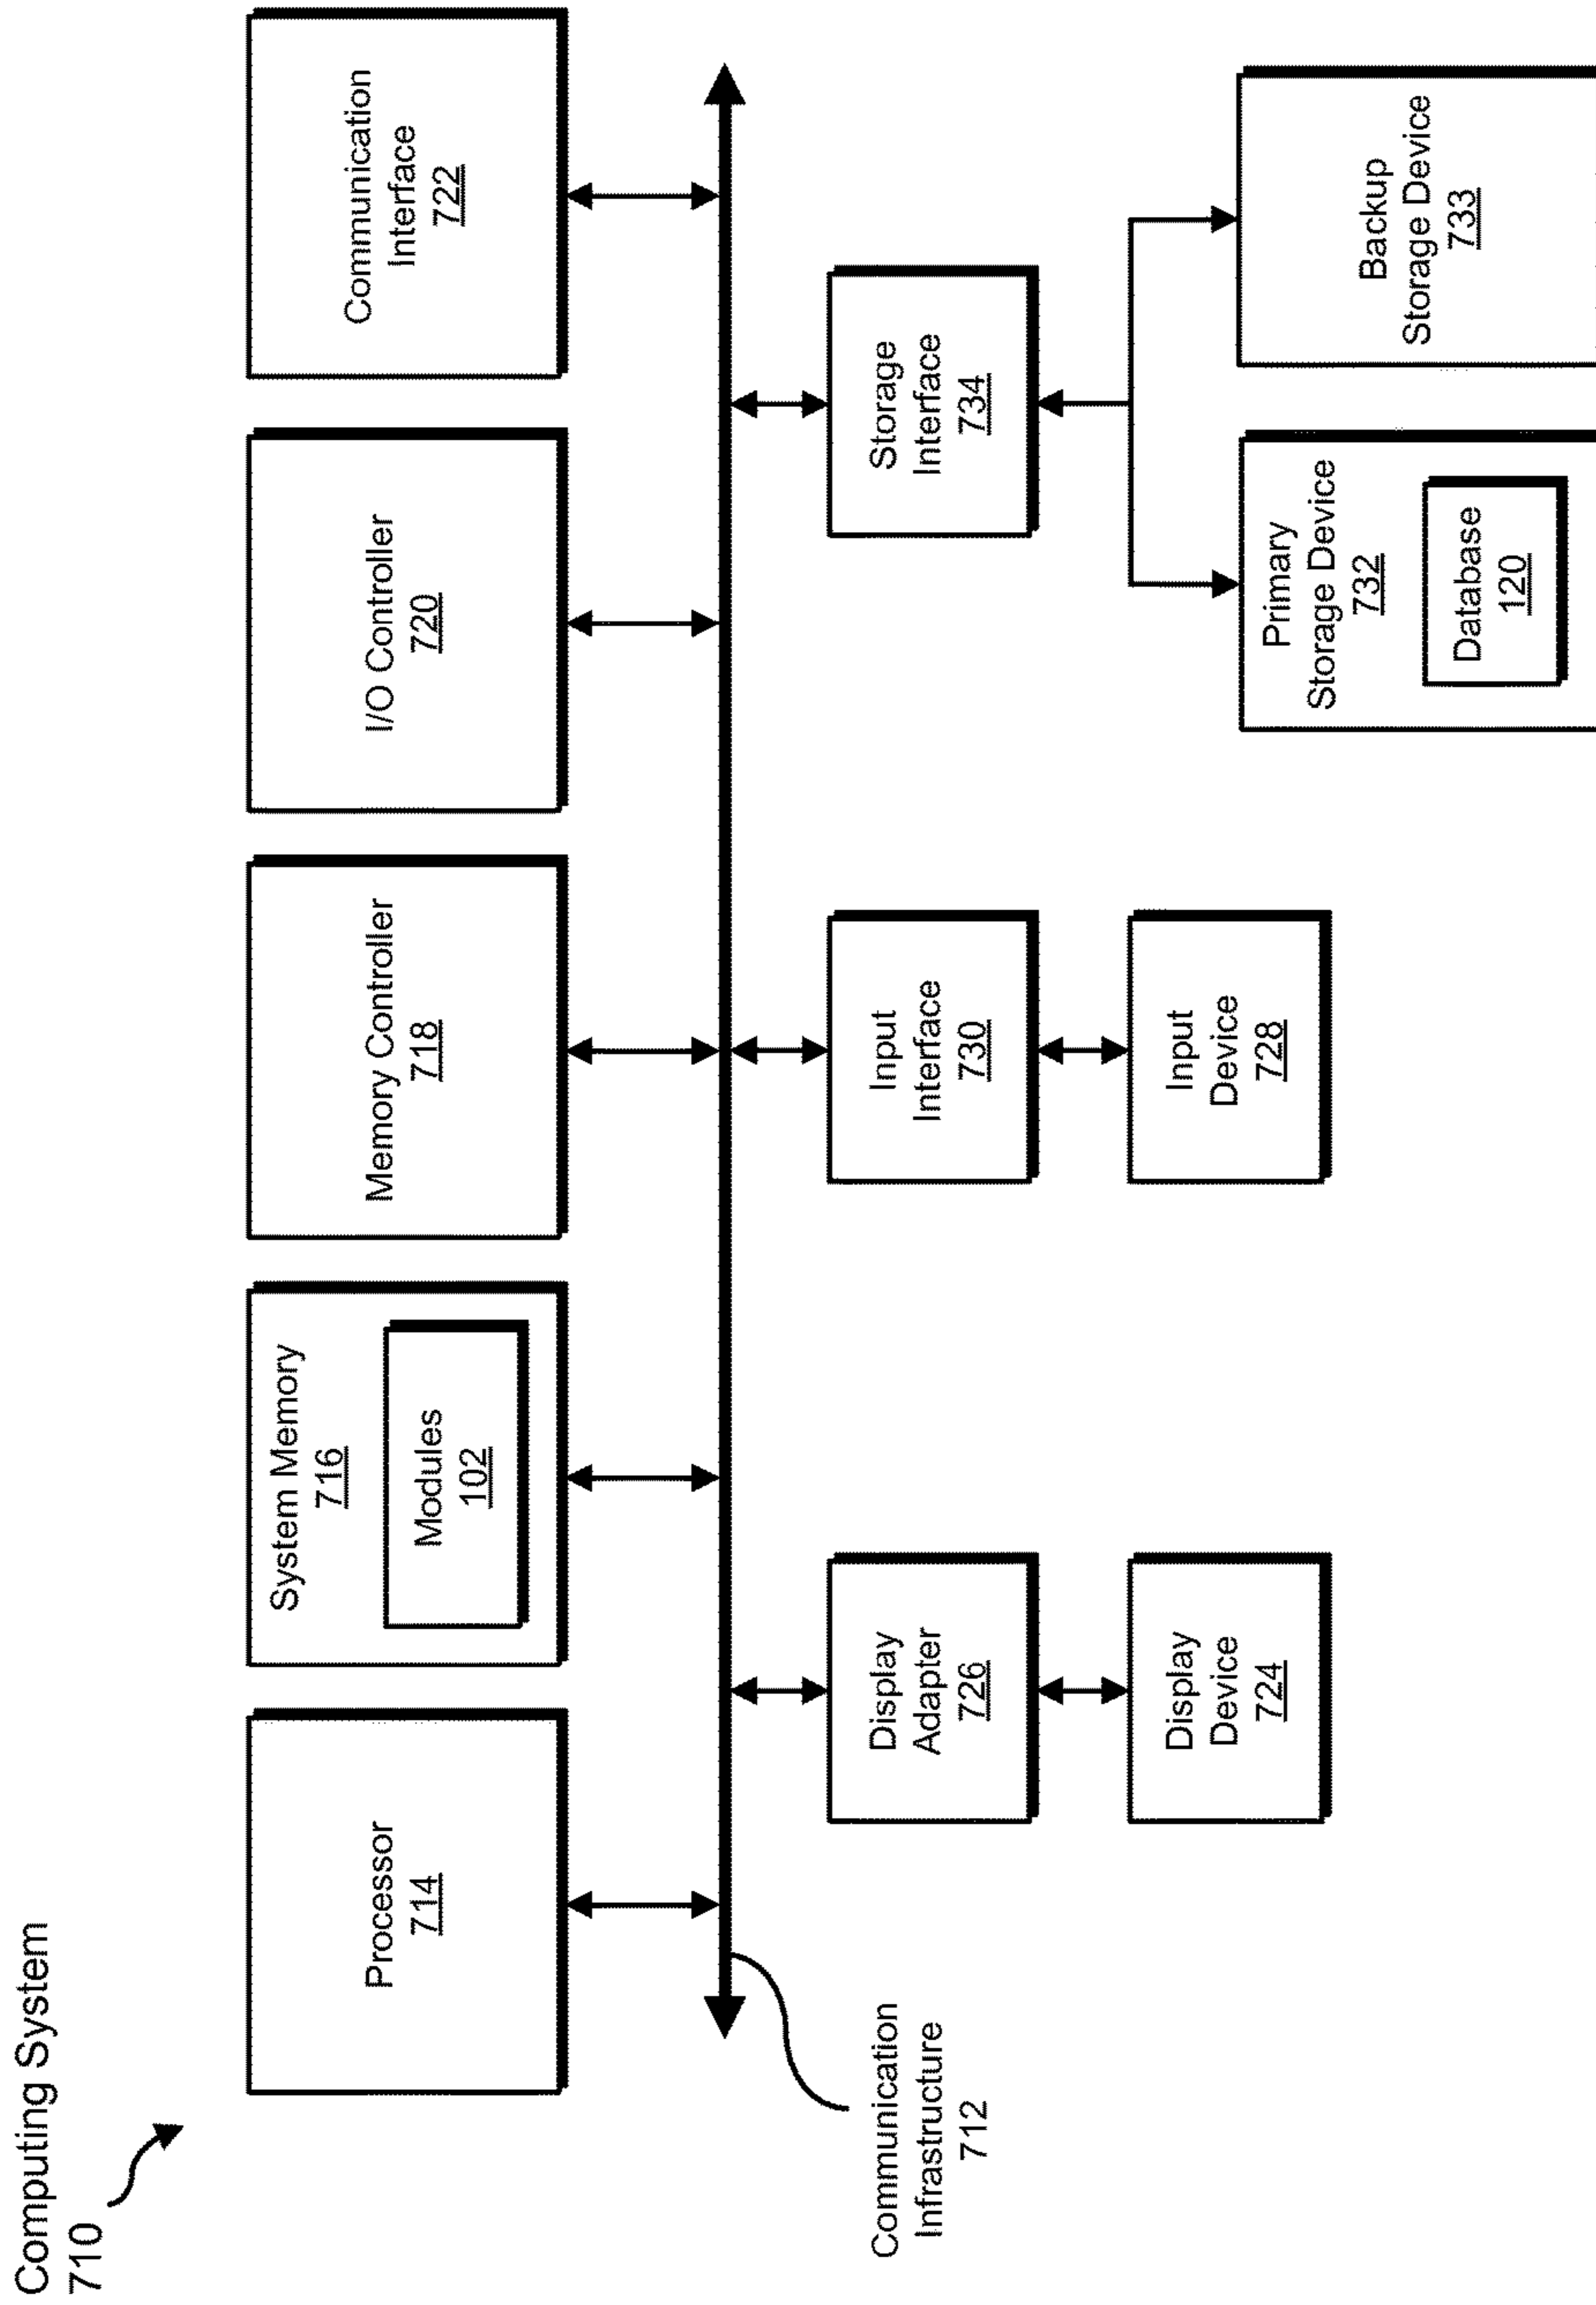 Computing System
710
Processor
714
System Memory
716
Modules
102
Memory Controller
718
I/O Controller
720
Communication
Interface
722
Communication
Infrastructure
712
Display
Adapter
726
Input
Interface
730
Storage
Interface
734
Display
Device
724
Input
Device
728
Primary
Storage Device
732
Database
120
Backup
Storage Device
733